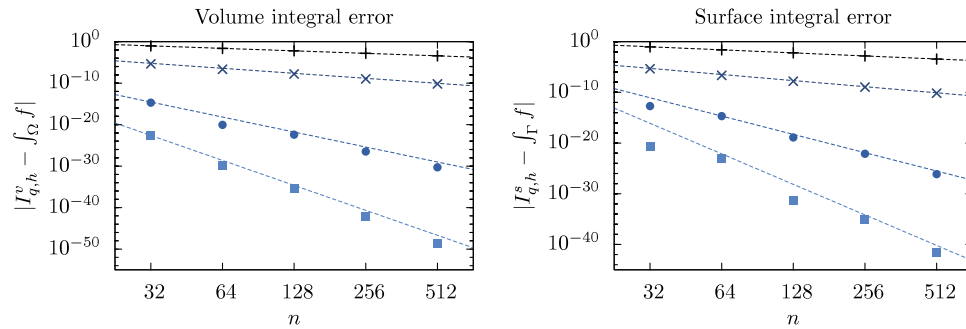 Volume integral error
|I^v_{q,h} − ∫_Ω f|
10^0
10^−10
10^−20
10^−30
10^−40
10^−50
32 64 128 256 512
n
Surface integral error
|I^s_{q,h} − ∫_Γ f|
10^0
10^−10
10^−20
10^−30
10^−40
32 64 128 256 512
n